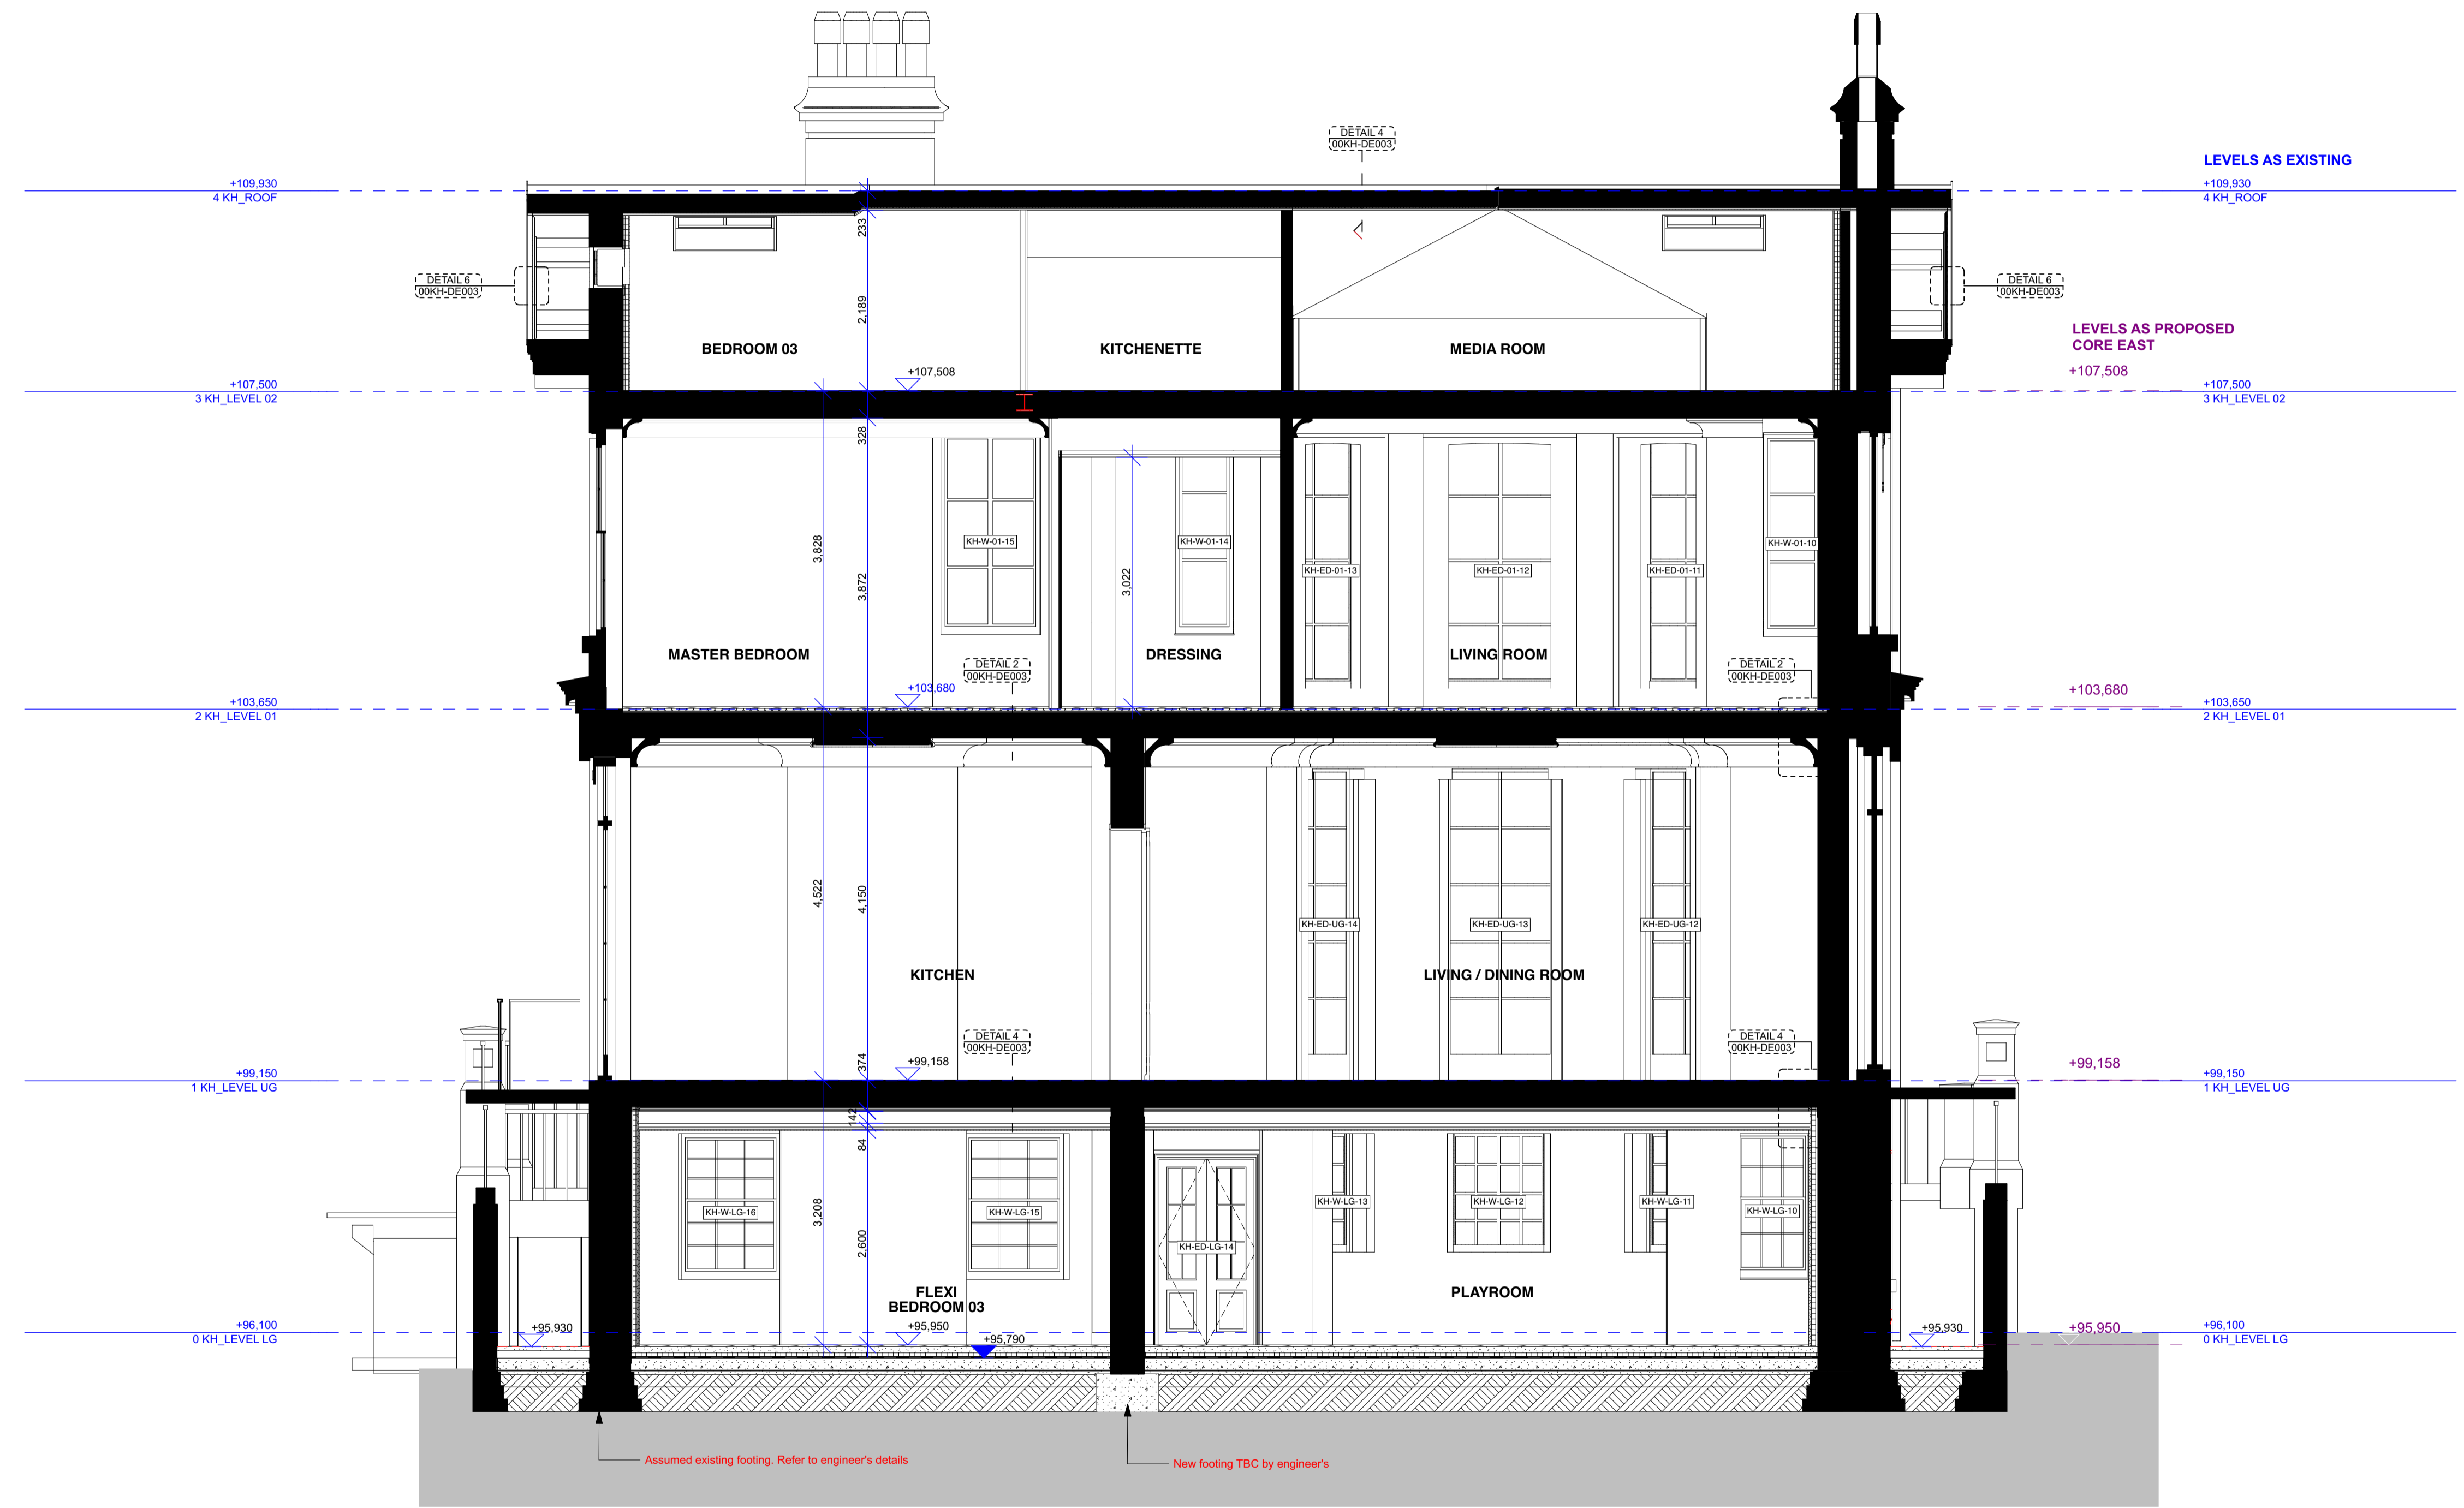 DETAIL 4
00KH-DE003
LEVELS AS EXISTING
+109,930
4 KH_ROOF
+109,930
4 KH_ROOF
233
DETAIL 6
00KH-DE003
DETAIL 6
00KH-DE003
2,189
LEVELS AS PROPOSED
CORE EAST
BEDROOM 03
KITCHENETTE
MEDIA ROOM
+107,508
+107,508
+107,500
3 KH_LEVEL 02
+107,500
3 KH_LEVEL 02
328
3,828
3,872
3,022
KH-W-01-15
KH-W-01-14
KH-W-01-10
KH-ED-01-13
KH-ED-01-12
KH-ED-01-11
MASTER BEDROOM
DRESSING
LIVING ROOM
DETAIL 2
00KH-DE003
DETAIL 2
00KH-DE003
+103,680
+103,680
+103,650
2 KH_LEVEL 01
+103,650
2 KH_LEVEL 01
4,522
4,150
KH-ED-UG-14
KH-ED-UG-13
KH-ED-UG-12
KITCHEN
LIVING / DINING ROOM
DETAIL 4
00KH-DE003
DETAIL 4
00KH-DE003
374
+99,158
+99,158
+99,150
1 KH_LEVEL UG
+99,150
1 KH_LEVEL UG
142
84
3,208
2,600
KH-W-LG-16
KH-W-LG-15
KH-W-LG-13
KH-W-LG-12
KH-W-LG-11
KH-W-LG-10
KH-ED-LG-14
FLEXI
BEDROOM 03
PLAYROOM
+96,100
0 KH_LEVEL LG
+95,930
+95,950
+95,790
+95,930
+95,950
+96,100
0 KH_LEVEL LG
Assumed existing footing. Refer to engineer's details
New footing TBC by engineer's